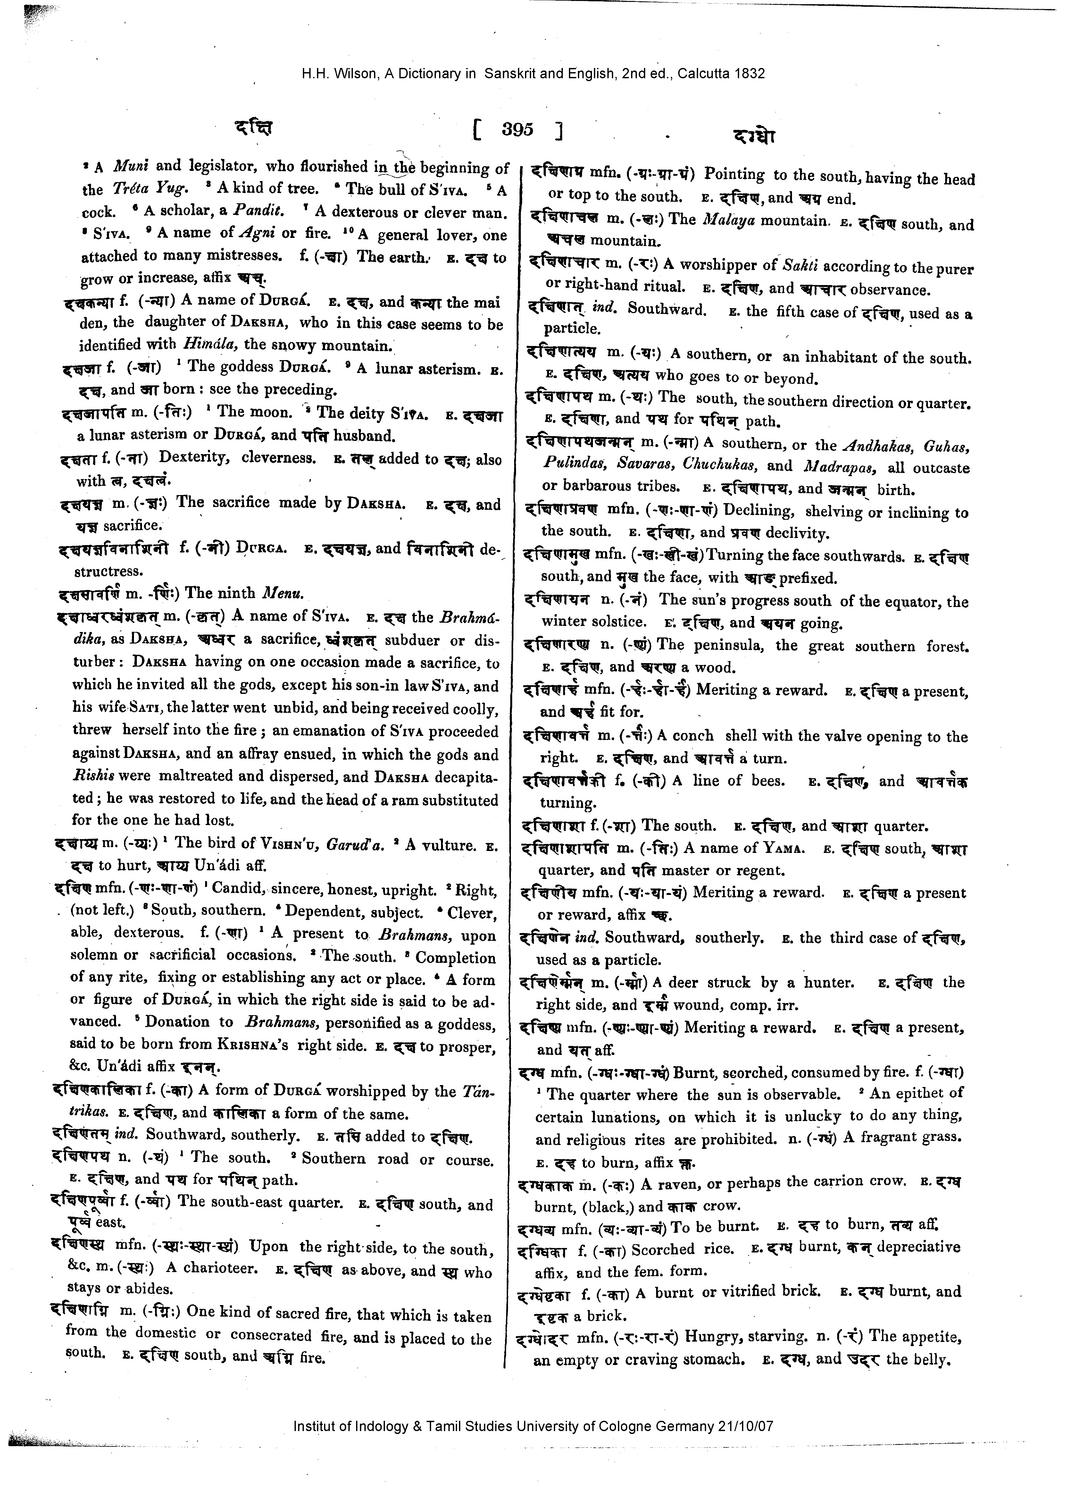 H.H. Wilson, A Dictionary in Sanskrit and English, 2nd ed., Calcutta 1832
दक्षि [ 395 ] दग्धो
² A Muni and legislator, who flourished in the beginning of
the Tréta Yug. ³ A kind of tree. ⁴ The bull of S'IVA. ⁵ A
cock. ⁶ A scholar, a Pandit. ⁷ A dexterous or clever man.
⁸ S'IVA. ⁹ A name of Agni or fire. ¹⁰ A general lover, one
attached to many mistresses. f. (-क्षा) The earth. E. दक्ष to
grow or increase, affix अच्.
दक्षकन्या f. (-न्या) A name of DURGÁ. E. दक्ष, and कन्या the mai
den, the daughter of DAKSHA, who in this case seems to be
identified with Himála, the snowy mountain.
दक्षजा f. (-जा) ¹ The goddess DURGÁ. ² A lunar asterism. E.
दक्ष, and जा born : see the preceding.
दक्षजापति m. (-तिः) ¹ The moon. ² The deity S'IVA. E. दक्षजा
a lunar asterism or DURGÁ, and पति husband.
दक्षता f. (-ता) Dexterity, cleverness. E. तल् added to दक्ष; also
with त्व, दक्षत्वं.
दक्षयज्ञ m. (-ज्ञः) The sacrifice made by DAKSHA. E. दक्ष, and
यज्ञ sacrifice.
दक्षयज्ञविनाशिनी f. (-नी) DURGA. E. दक्षयज्ञ, and विनाशिनी de-
structress.
दक्षसावर्णि m. -र्णिः) The ninth Menu.
दक्षाध्वरध्वंशकृत् m. (-कृत्) A name of S'IVA. E. दक्ष the Brahmá-
dika, as DAKSHA, अध्वर a sacrifice, ध्वंशकृत् subduer or dis-
turber : DAKSHA having on one occasion made a sacrifice, to
which he invited all the gods, except his son-in law S'IVA, and
his wife SATI, the latter went unbid, and being received coolly,
threw herself into the fire ; an emanation of S'IVA proceeded
against DAKSHA, and an affray ensued, in which the gods and
Rishis were maltreated and dispersed, and DAKSHA decapita-
ted ; he was restored to life, and the head of a ram substituted
for the one he had lost.
दक्षाय्य m. (-य्यः) ¹ The bird of VISHN'U, Garud'a. ² A vulture. E.
दक्ष to hurt, आय्य Un'ádi aff.
दक्षिण mfn. (-णः-णा-णं) ¹ Candid, sincere, honest, upright. ² Right,
(not left.) ³ South, southern. ⁴ Dependent, subject. ⁵ Clever,
able, dexterous. f. (-णा) ¹ A present to Brahmans, upon
solemn or sacrificial occasions. ² The south. ³ Completion
of any rite, fixing or establishing any act or place. ⁴ A form
or figure of DURGÁ, in which the right side is said to be ad-
vanced. ⁵ Donation to Brahmans, personified as a goddess,
said to be born from KRISHNA's right side. E. दक्ष to prosper,
&c. Un'ádi affix इनन्.
दक्षिणकालिका f. (-का) A form of DURGÁ worshipped by the Tán-
trikas. E. दक्षिण, and कालिका a form of the same.
दक्षिणतम् ind. Southward, southerly. E. तसि added to दक्षिण.
दक्षिणपथ n. (-थं) ¹ The south. ² Southern road or course.
E. दक्षिण, and पथ for पथिन् path.
दक्षिणपूर्व्वा f. (-र्व्वा) The south-east quarter. E. दक्षिण south, and
पूर्व्व east.
दक्षिणस्थ mfn. (-स्थः-स्था-स्थं) Upon the right side, to the south,
&c. m. (-स्थः) A charioteer. E. दक्षिण as above, and स्थ who
stays or abides.
दक्षिणाग्नि m. (-ग्निः) One kind of sacred fire, that which is taken
from the domestic or consecrated fire, and is placed to the
south. E. दक्षिण south, and अग्नि fire.
दक्षिणाग्र mfn. (-ग्रः-ग्रा-ग्रं) Pointing to the south, having the head
or top to the south. E. दक्षिण, and अग्र end.
दक्षिणाचल m. (-लः) The Malaya mountain. E. दक्षिण south, and
अचल mountain.
दक्षिणाचार m. (-रः) A worshipper of Sakti according to the purer
or right-hand ritual. E. दक्षिण, and आचार observance.
दक्षिणात् ind. Southward. E. the fifth case of दक्षिण, used as a
particle.
दक्षिणात्यय m. (-यः) A southern, or an inhabitant of the south.
E. दक्षिण, अत्यय who goes to or beyond.
दक्षिणापथ m. (-थः) The south, the southern direction or quarter.
E. दक्षिणा, and पथ for पथिन् path.
दक्षिणापथजन्मन् m. (-न्मा) A southern, or the Andhakas, Guhas,
Pulindas, Savaras, Chuchukas, and Madrapas, all outcaste
or barbarous tribes. E. दक्षिणापथ, and जन्मन् birth.
दक्षिणाप्रवण mfn. (-णः-णा-णं) Declining, shelving or inclining to
the south. E. दक्षिणा, and प्रवण declivity.
दक्षिणामुख mfn. (-खः-खी-खं) Turning the face southwards. E. दक्षिण
south, and मुख the face, with आङ् prefixed.
दक्षिणायन n. (-नं) The sun's progress south of the equator, the
winter solstice. E. दक्षिण, and अयन going.
दक्षिणारण्य n. (-ण्यं) The peninsula, the great southern forest.
E. दक्षिण, and अरण्य a wood.
दक्षिणार्ह mfn. (-र्हः-र्हा-र्हं) Meriting a reward. E. दक्षिण a present,
and अर्ह fit for.
दक्षिणावर्त्त m. (-र्त्तः) A conch shell with the valve opening to the
right. E. दक्षिण, and आवर्त्त a turn.
दक्षिणावर्त्तकी f. (-की) A line of bees. E. दक्षिण, and आवर्त्तक
turning.
दक्षिणाशा f. (-शा) The south. E. दक्षिण, and आशा quarter.
दक्षिणाशापति m. (-तिः) A name of YAMA. E. दक्षिण south, आशा
quarter, and पति master or regent.
दक्षिणीय mfn. (-यः-या-यं) Meriting a reward. E. दक्षिण a present
or reward, affix छ.
दक्षिणेन ind. Southward, southerly. E. the third case of दक्षिण,
used as a particle.
दक्षिणेर्म्मन् m. (-र्म्मा) A deer struck by a hunter. E. दक्षिण the
right side, and ईर्म्म wound, comp. irr.
दक्षिण्य mfn. (-ण्यः-ण्या-ण्यं) Meriting a reward. E. दक्षिण a present,
and यत् aff.
दग्ध mfn. (-ग्धः-ग्धा-ग्धं) Burnt, scorched, consumed by fire. f. (-ग्धा)
¹ The quarter where the sun is observable. ² An epithet of
certain lunations, on which it is unlucky to do any thing,
and religious rites are prohibited. n. (-ग्धं) A fragrant grass.
E. दह to burn, affix क्त.
दग्धकाक m. (-कः) A raven, or perhaps the carrion crow. E. दग्ध
burnt, (black,) and काक crow.
दग्धव्य mfn. (व्यः-व्या-व्यं) To be burnt. E. दह to burn, तव्य aff.
दग्धिका f. (-का) Scorched rice. E. दग्ध burnt, कन् depreciative
affix, and the fem. form.
दग्धेष्टका f. (-का) A burnt or vitrified brick. E. दग्ध burnt, and
इष्टक a brick.
दग्धोदर mfn. (-रः-रा-रं) Hungry, starving. n. (-रं) The appetite,
an empty or craving stomach. E. दग्ध, and उदर the belly.
Institut of Indology & Tamil Studies University of Cologne Germany 21/10/07